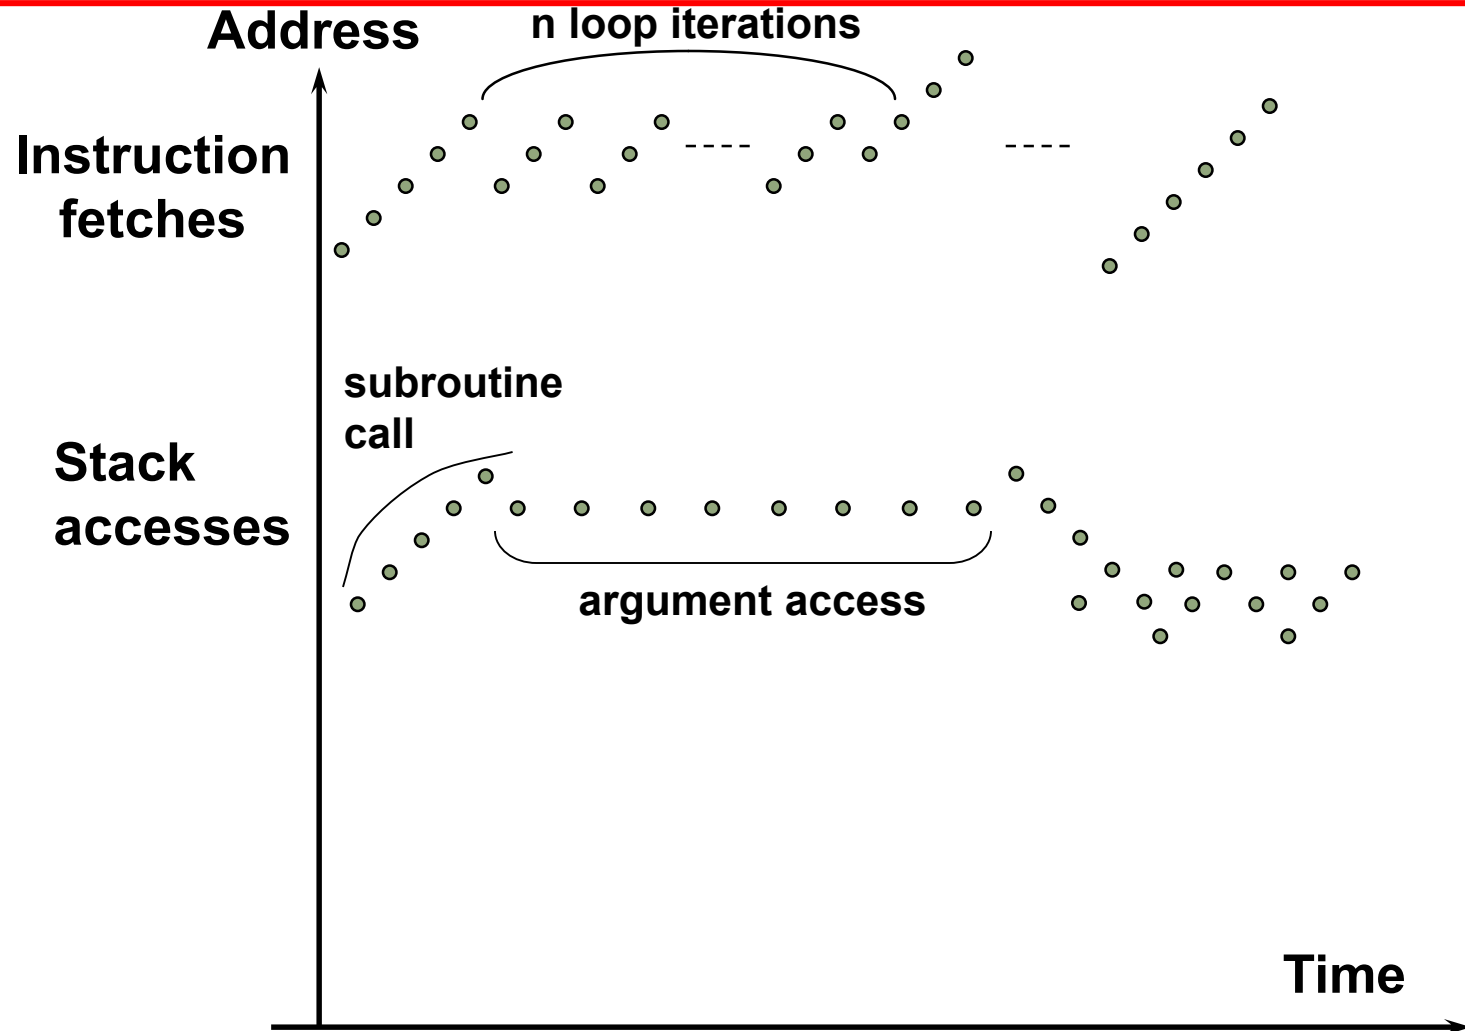 Address
n loop iterations
Instruction
fetches
subroutine
call
Stack
accesses
argument access
Time